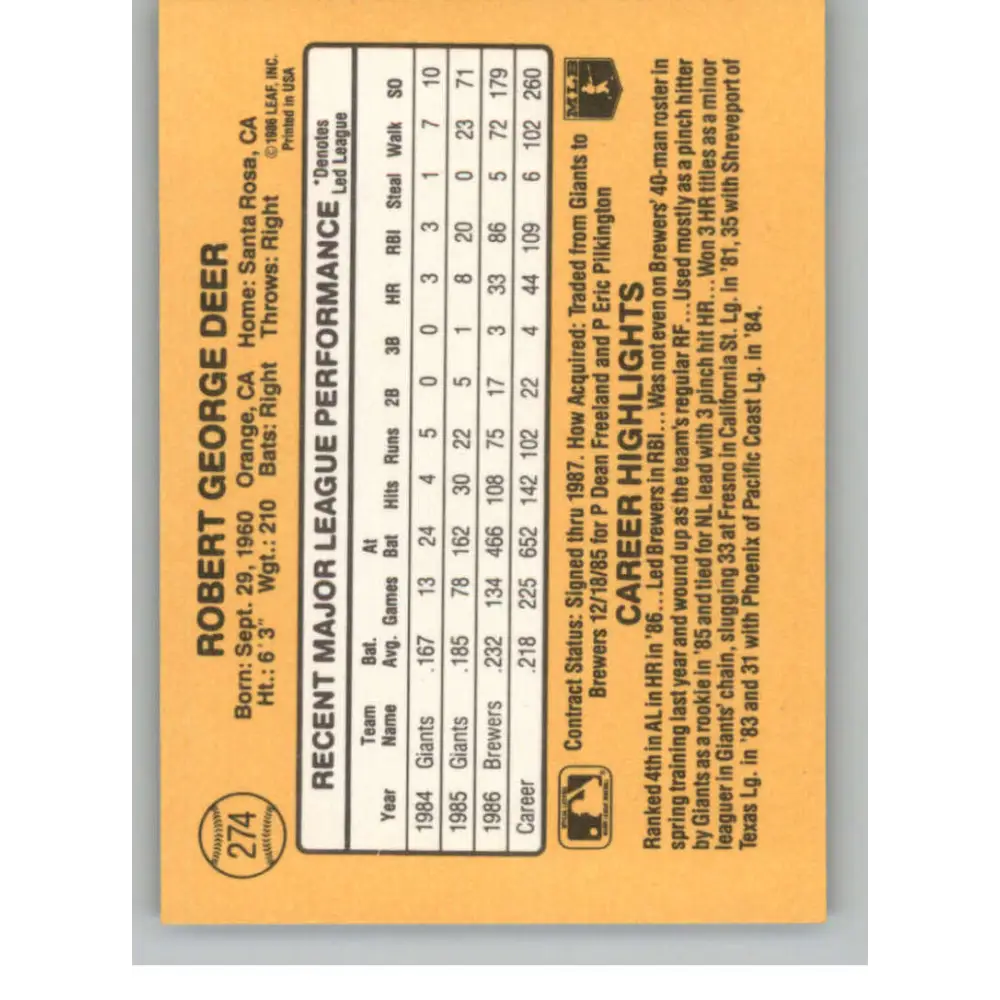 274
ROBERT GEORGE DEER
Born: Sept. 29, 1960 Orange, CA Home: Santa Rosa, CA
Ht.: 6'3" Wgt.: 210 Bats: Right Throws: Right
© 1986 LEAF, INC.
Printed in USA
RECENT MAJOR LEAGUE PERFORMANCE *Denotes Led League
Year Team Name Bat. Avg. Games At Bat Hits Runs 2B 3B HR RBI Steal Walk SO
1984 Giants .167 13 24 4 5 0 0 3 3 1 7 10
1985 Giants .185 78 162 30 22 5 1 8 20 0 23 71
1986 Brewers .232 134 466 108 75 17 3 33 86 5 72 179
Career .218 225 652 142 102 22 4 44 109 6 102 260
Contract Status: Signed thru 1987. How Acquired: Traded from Giants to
Brewers 12/18/85 for P Dean Freeland and P Eric Pilkington
MLB
CAREER HIGHLIGHTS
Ranked 4th in AL in HR in '86...Led Brewers in RBI...Was not even on Brewers' 40-man roster in
spring training last year and wound up as the team's regular RF...Used mostly as a pinch hitter
by Giants as a rookie in '85 and tied for NL lead with 3 pinch hit HR...Won 3 HR titles as a minor
leaguer in Giants' chain, slugging 33 at Fresno in California St. Lg. in '81, 35 with Shreveport of
Texas Lg. in '83 and 31 with Phoenix of Pacific Coast Lg. in '84.